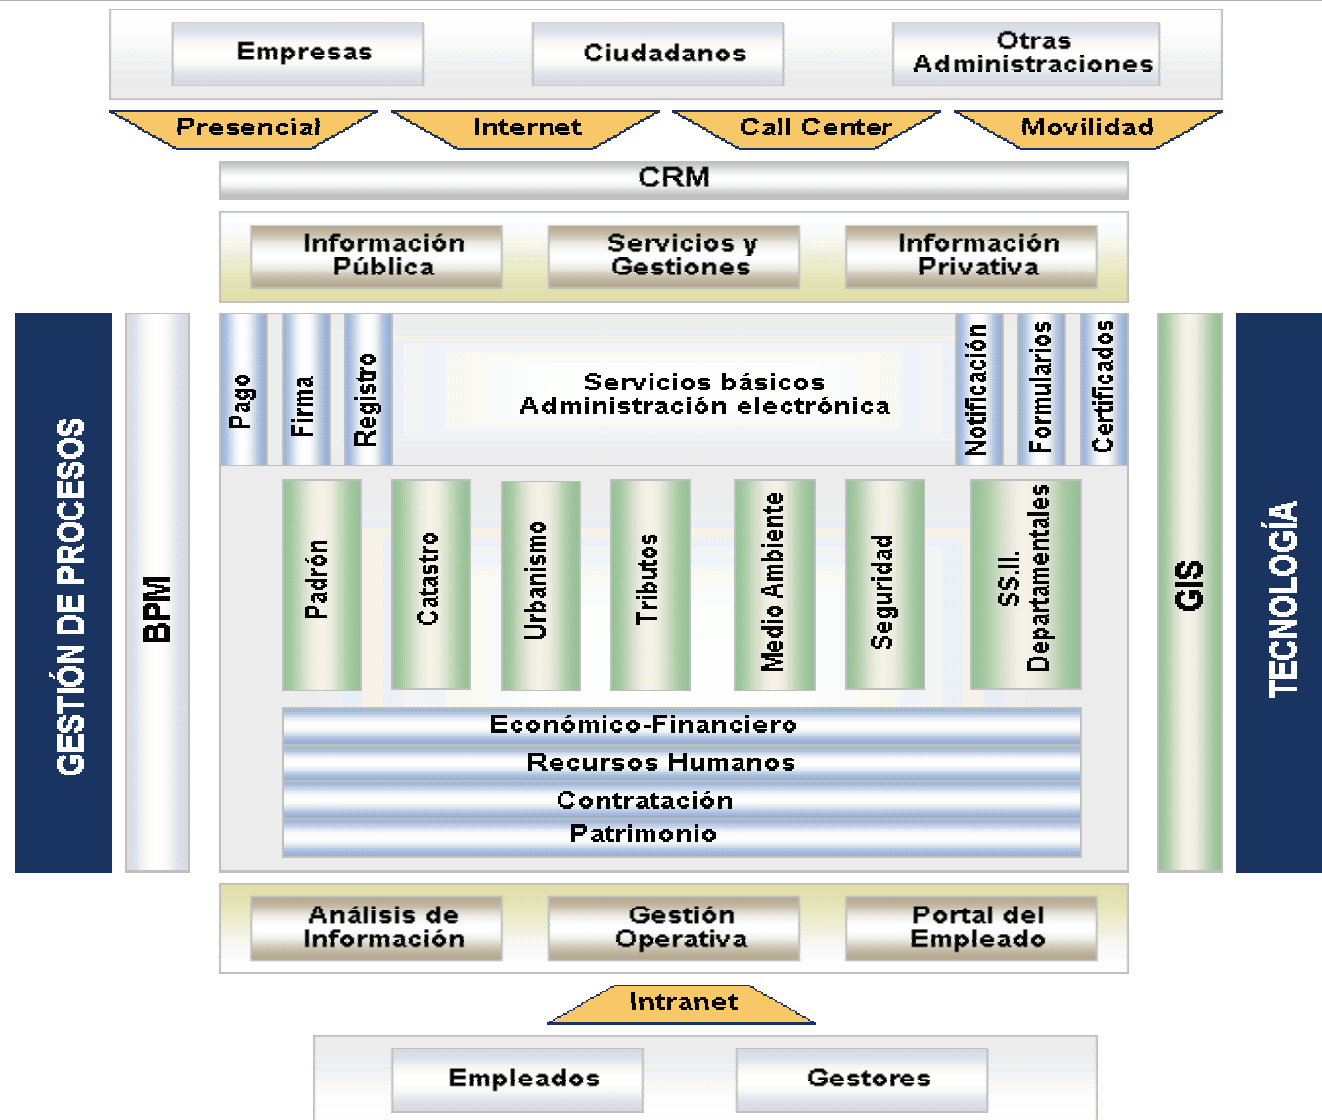 Empresas
Ciudadanos
Otras
Administraciones
Presencial
Internet
Call Center
Movilidad
CRM
Información
Pública
Servicios y
Gestiones
Información
Privativa
GESTIÓN DE PROCESOS
BPM
Pago
Firma
Registro
Servicios básicos
Administración electrónica
Notificación
Formularios
Certificados
Padrón
Catastro
Urbanismo
Tributos
Medio Ambiente
Seguridad
SS.II.
Departamentales
GIS
TECNOLOGÍA
Económico-Financiero
Recursos Humanos
Contratación
Patrimonio
Análisis de
Información
Gestión
Operativa
Portal del
Empleado
Intranet
Empleados
Gestores